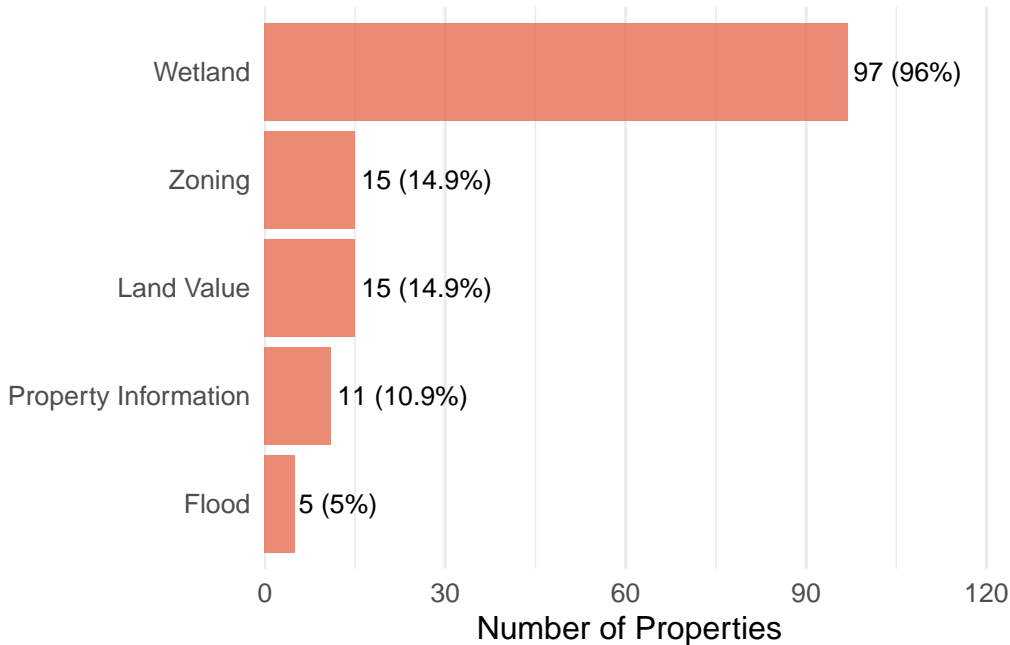 Wetland
97 (96%)
Zoning
15 (14.9%)
Land Value
15 (14.9%)
Property Information
11 (10.9%)
Flood
5 (5%)
0
30
60
90
120
Number of Properties